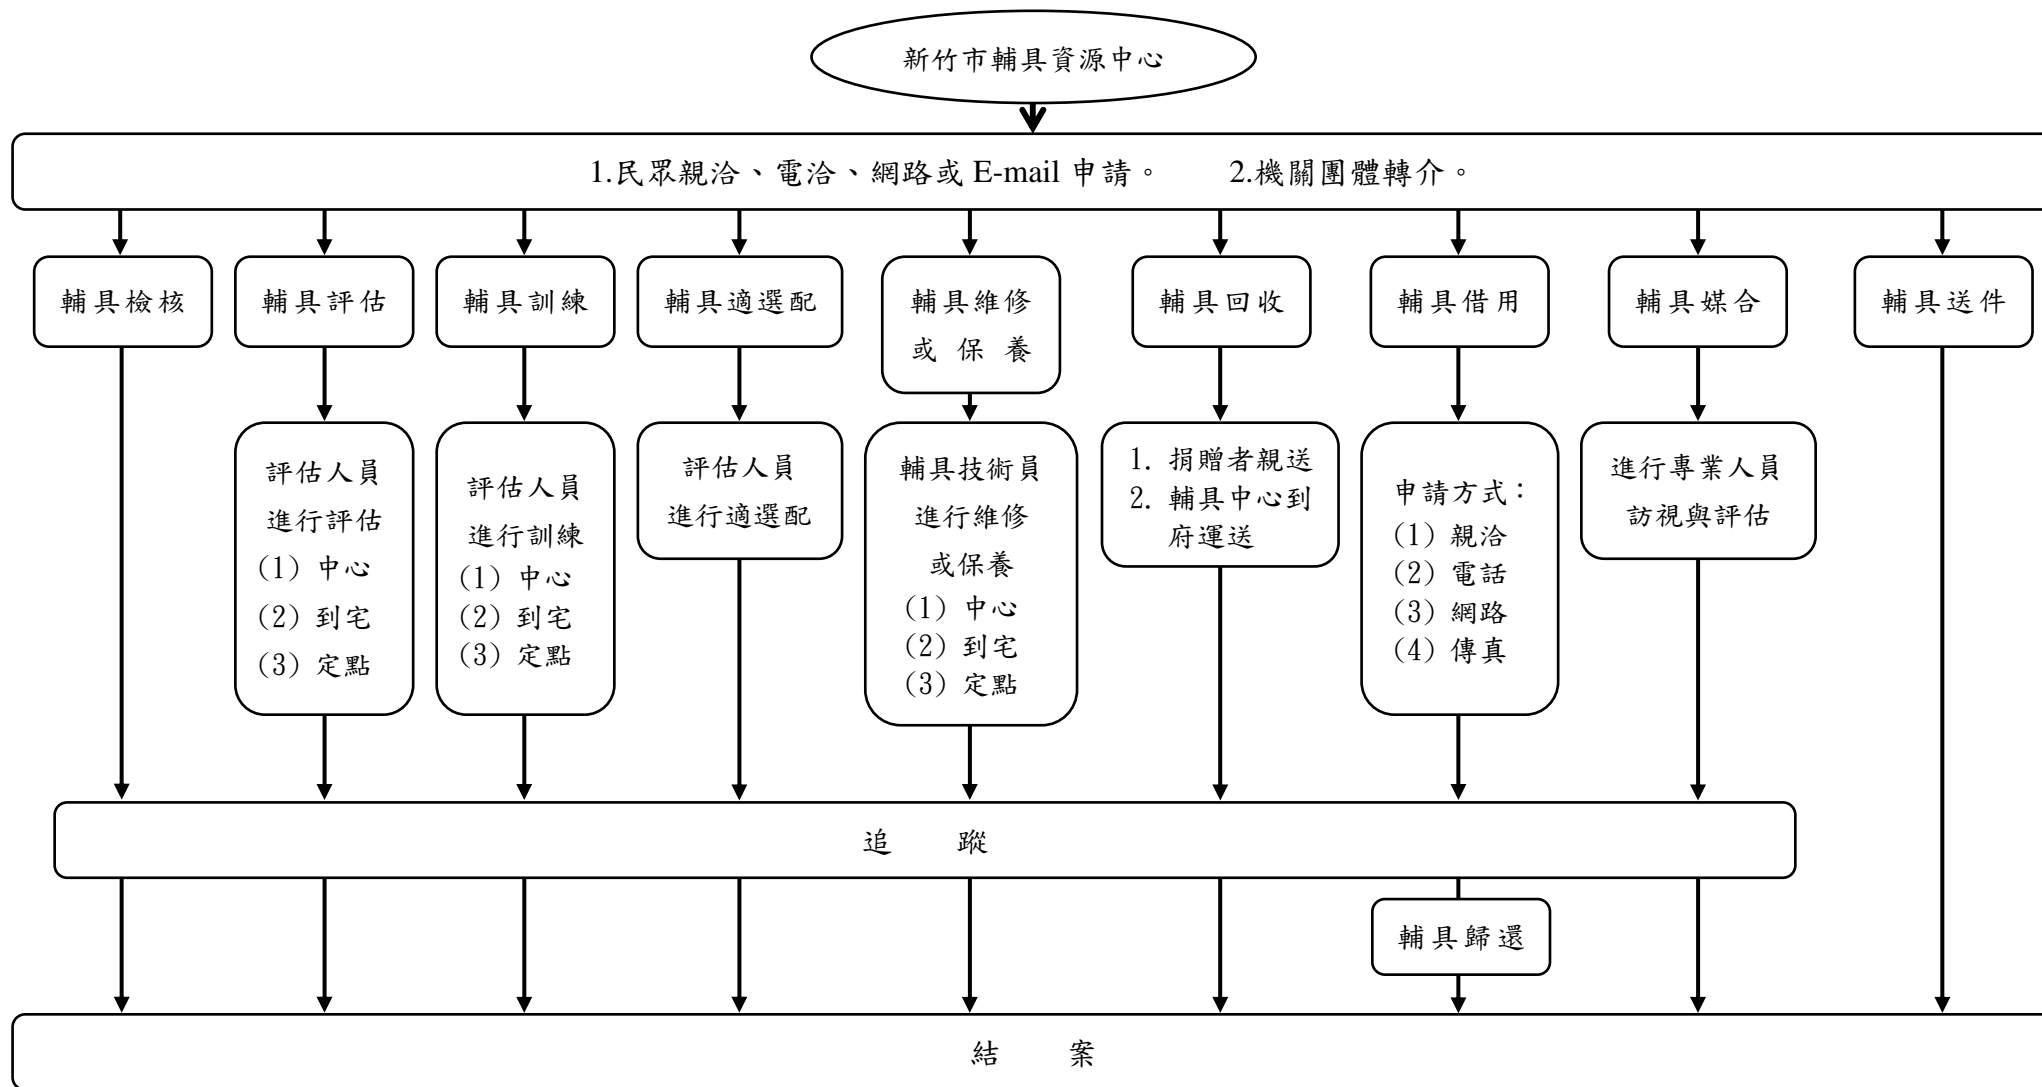 新竹市輔具資源中心
1.民眾親洽、電洽、網路或 E-mail 申請。 2.機關團體轉介。
輔具檢核
輔具評估
輔具訓練
輔具適選配
輔具維修
或 保 養
輔具回收
輔具借用
輔具媒合
輔具送件
評估人員
進行評估
(1) 中心
(2) 到宅
(3) 定點
評估人員
進行訓練
(1) 中心
(2) 到宅
(3) 定點
評估人員
進行適選配
輔具技術員
進行維修
或保養
(1) 中心
(2) 到宅
(3) 定點
1. 捐贈者親送
2. 輔具中心到
府運送
申請方式：
(1) 親洽
(2) 電話
(3) 網路
(4) 傳真
進行專業人員
訪視與評估
追 蹤
輔具歸還
結 案